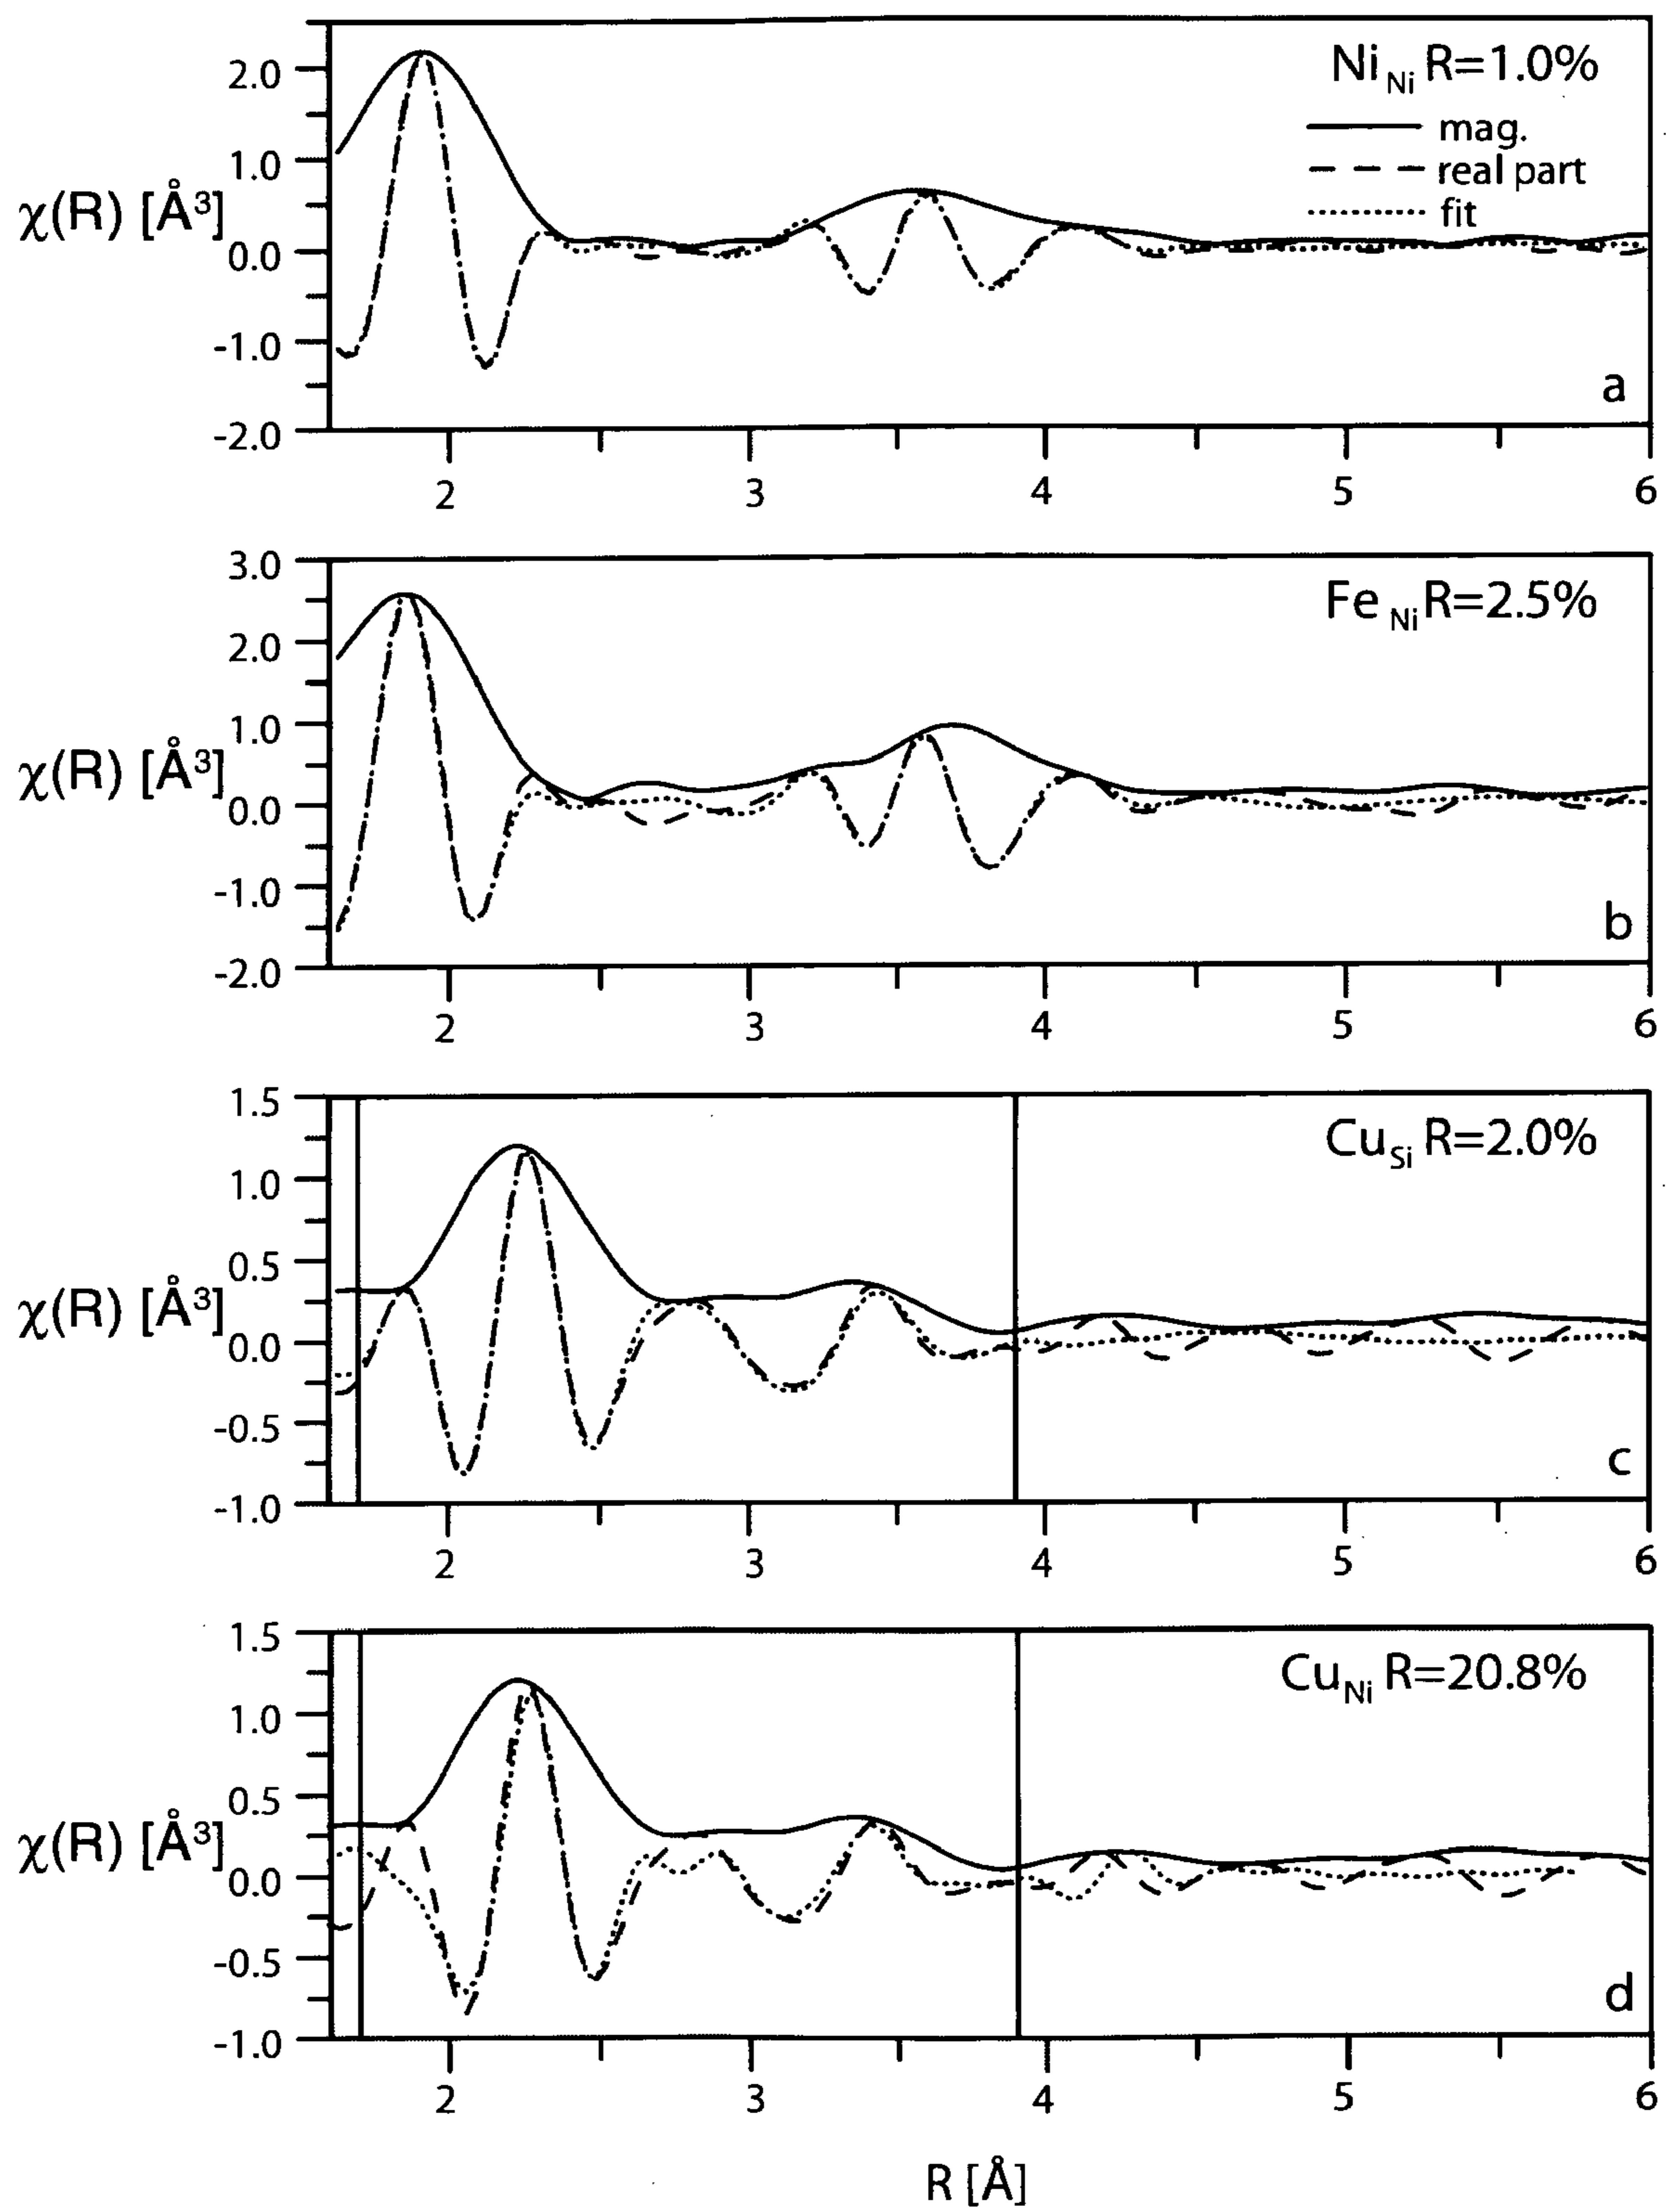 Ni Ni R=1.0%
mag.
real part
fit
2.0
1.0
0.0
-1.0
-2.0
χ(R) [Å³]
a
2 3 4 5 6
Fe Ni R=2.5%
3.0
2.0
1.0
0.0
-1.0
-2.0
χ(R) [Å³]
b
2 3 4 5 6
Cu Si R=2.0%
1.5
1.0
0.5
0.0
-0.5
-1.0
χ(R) [Å³]
c
2 3 4 5 6
Cu Ni R=20.8%
1.5
1.0
0.5
0.0
-0.5
-1.0
χ(R) [Å³]
d
2 3 4 5 6
R [Å]